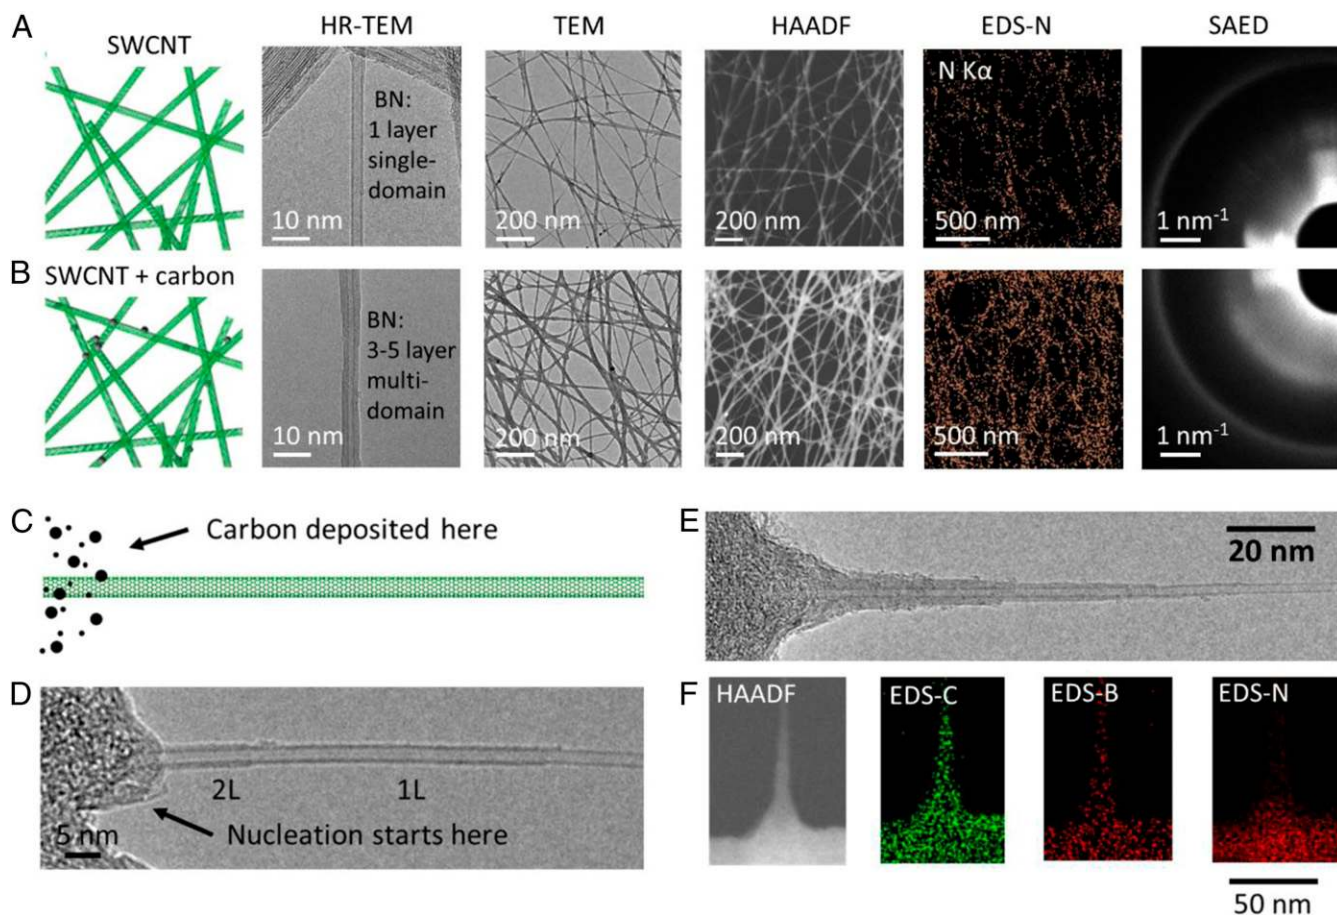 A
SWCNT
HR-TEM
TEM
HAADF
EDS-N
SAED
BN:
1 layer
single-
domain
10 nm
200 nm
200 nm
N Kα
500 nm
1 nm⁻¹
B
SWCNT + carbon
BN:
3-5 layer
multi-
domain
10 nm
200 nm
200 nm
500 nm
1 nm⁻¹
C
Carbon deposited here
D
2L
1L
Nucleation starts here
5 nm
E
20 nm
F
HAADF
EDS-C
EDS-B
EDS-N
50 nm